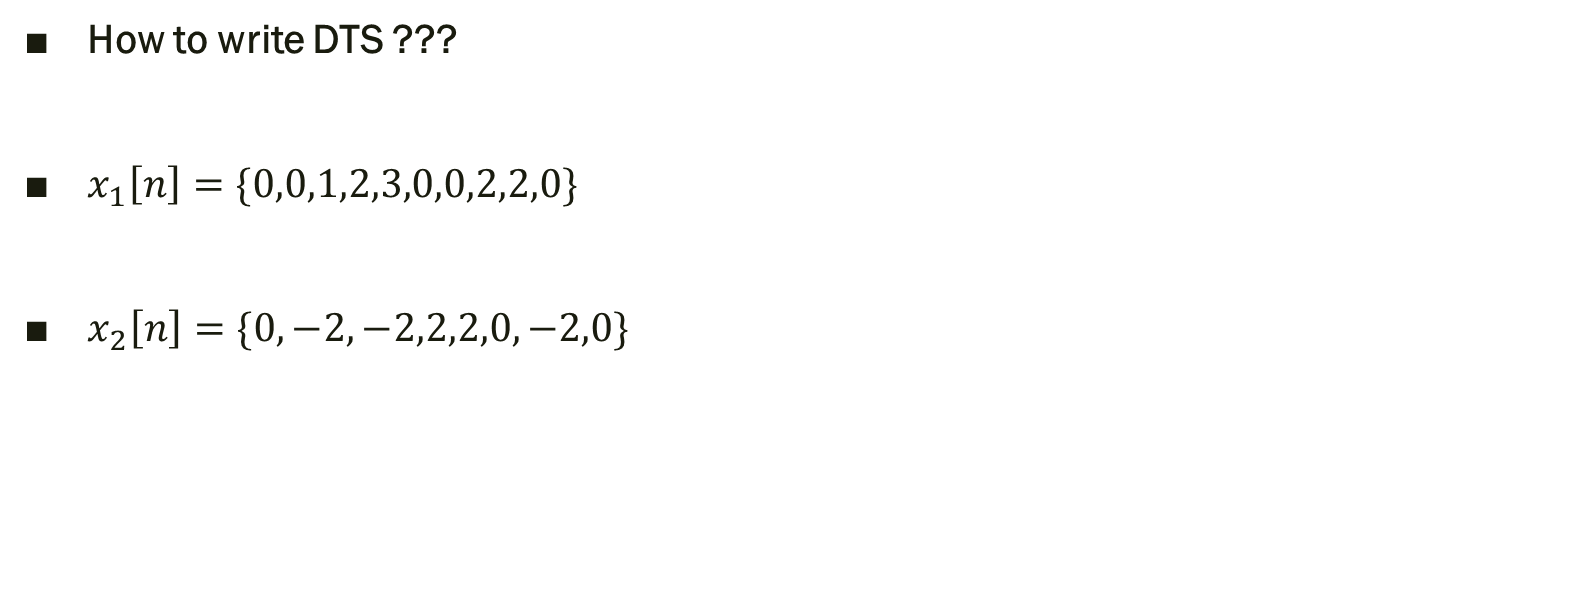 ▪ How to write DTS ???
▪ x₁[n] = {0,0,1,2,3,0,0,2,2,0}
▪ x₂[n] = {0, −2, −2,2,2,0, −2,0}